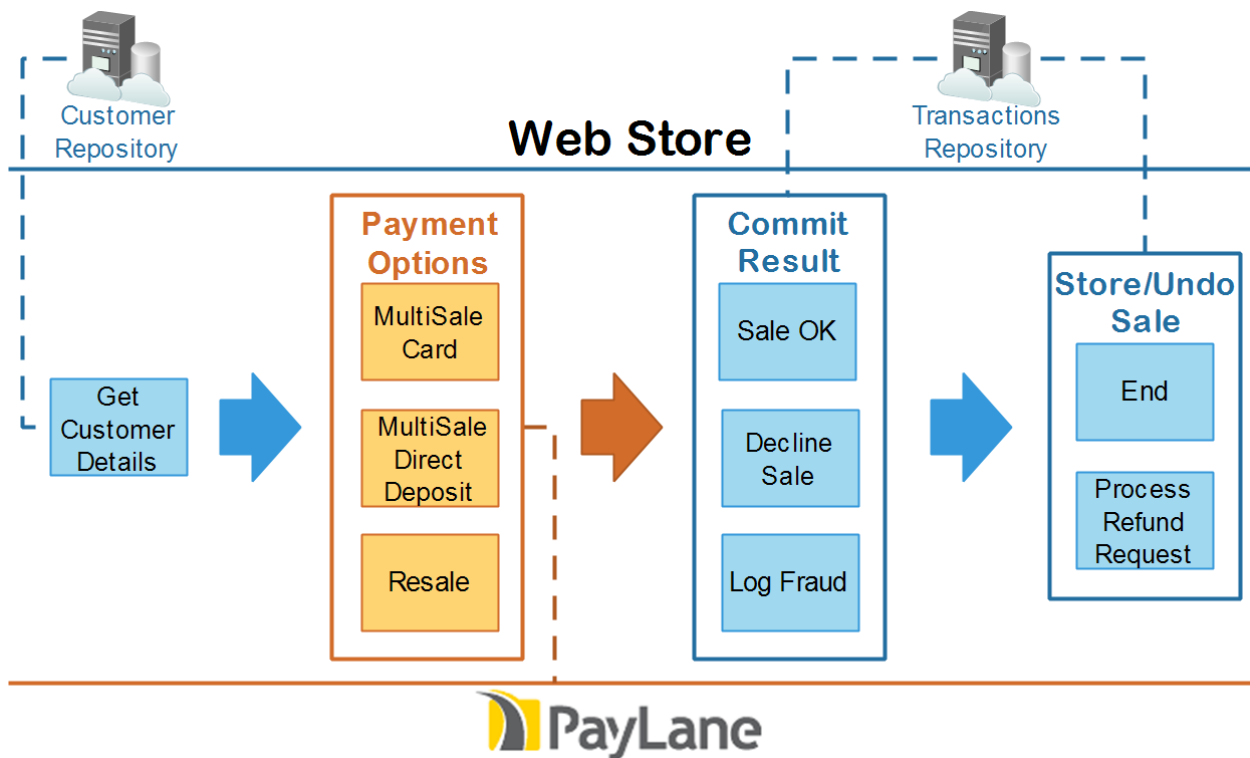 Customer
Repository
Web Store
Transactions
Repository
Get
Customer
Details
Payment
Options
MultiSale
Card
MultiSale
Direct
Deposit
Resale
Commit
Result
Sale OK
Decline
Sale
Log Fraud
Store/Undo
Sale
End
Process
Refund
Request
PayLane